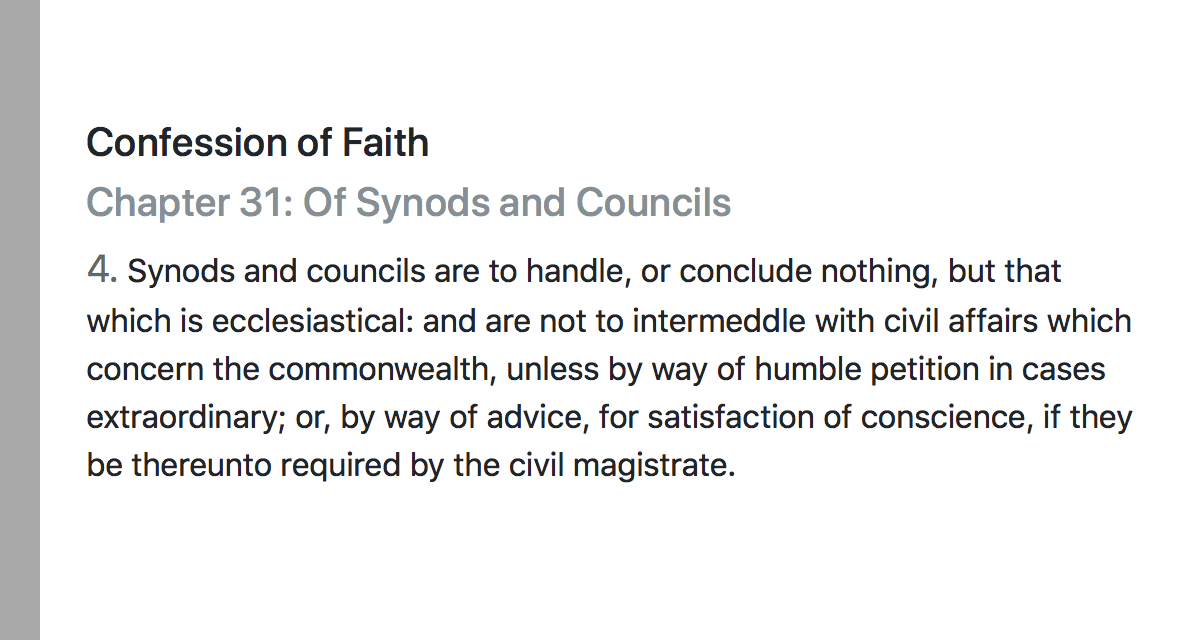 Confession of Faith
Chapter 31: Of Synods and Councils
4. Synods and councils are to handle, or conclude nothing, but that
which is ecclesiastical: and are not to intermeddle with civil affairs which
concern the commonwealth, unless by way of humble petition in cases
extraordinary; or, by way of advice, for satisfaction of conscience, if they
be thereunto required by the civil magistrate.